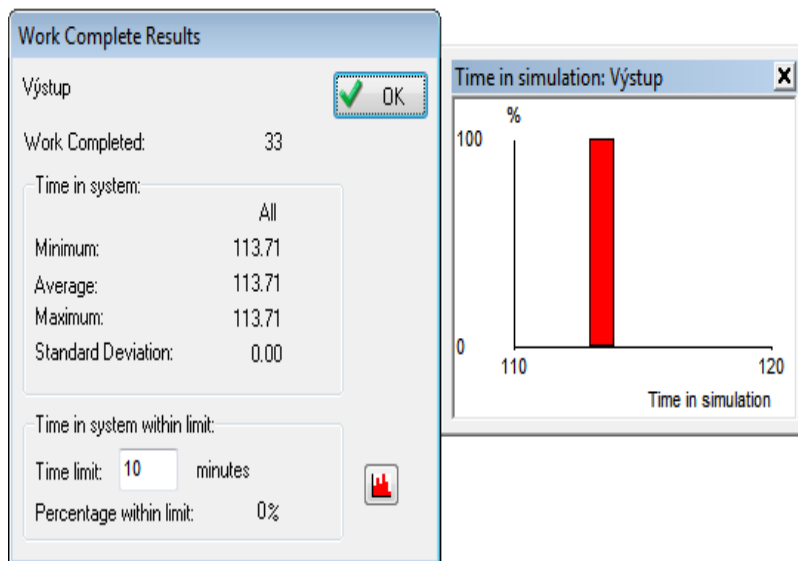 Work Complete Results
Výstup
OK
Work Completed: 33
Time in system:
All
Minimum: 113.71
Average: 113.71
Maximum: 113.71
Standard Deviation: 0.00
Time in system within limit:
Time limit: 10 minutes
Percentage within limit: 0%
Time in simulation: Výstup
%
100
0
110 120
Time in simulation